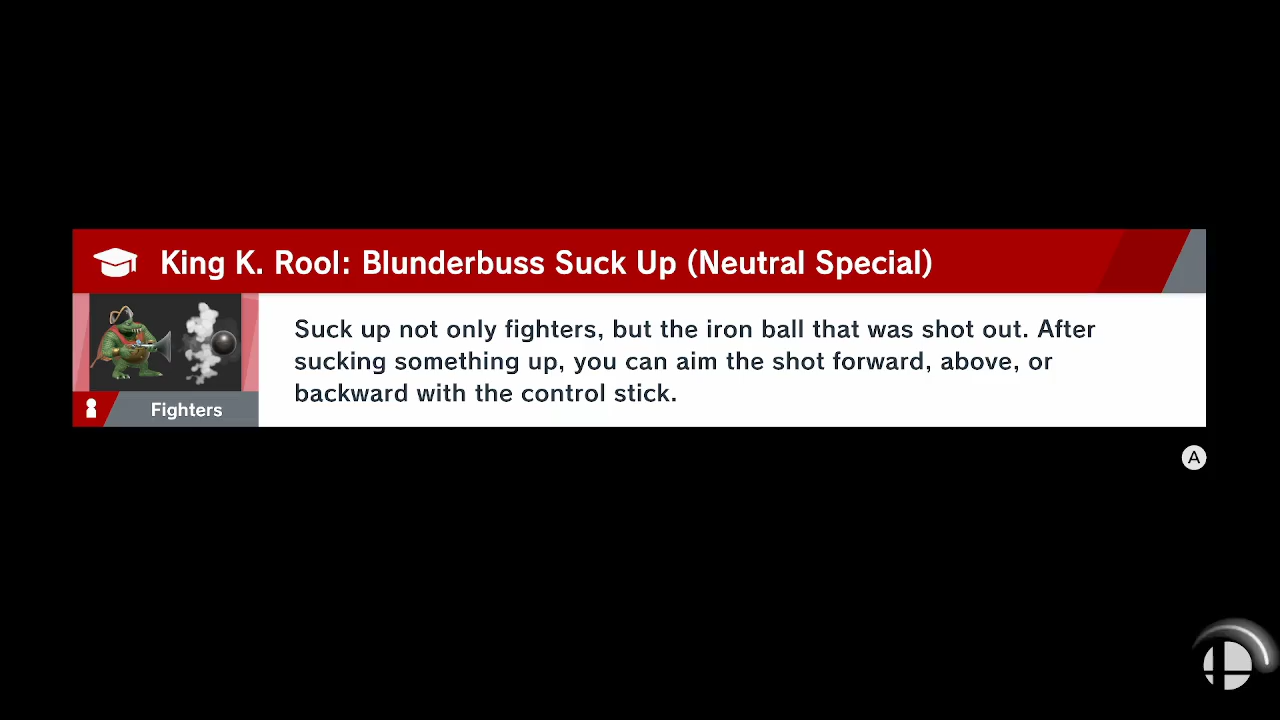 King K. Rool: Blunderbuss Suck Up (Neutral Special)
Suck up not only fighters, but the iron ball that was shot out. After
sucking something up, you can aim the shot forward, above, or
backward with the control stick.
Fighters
A